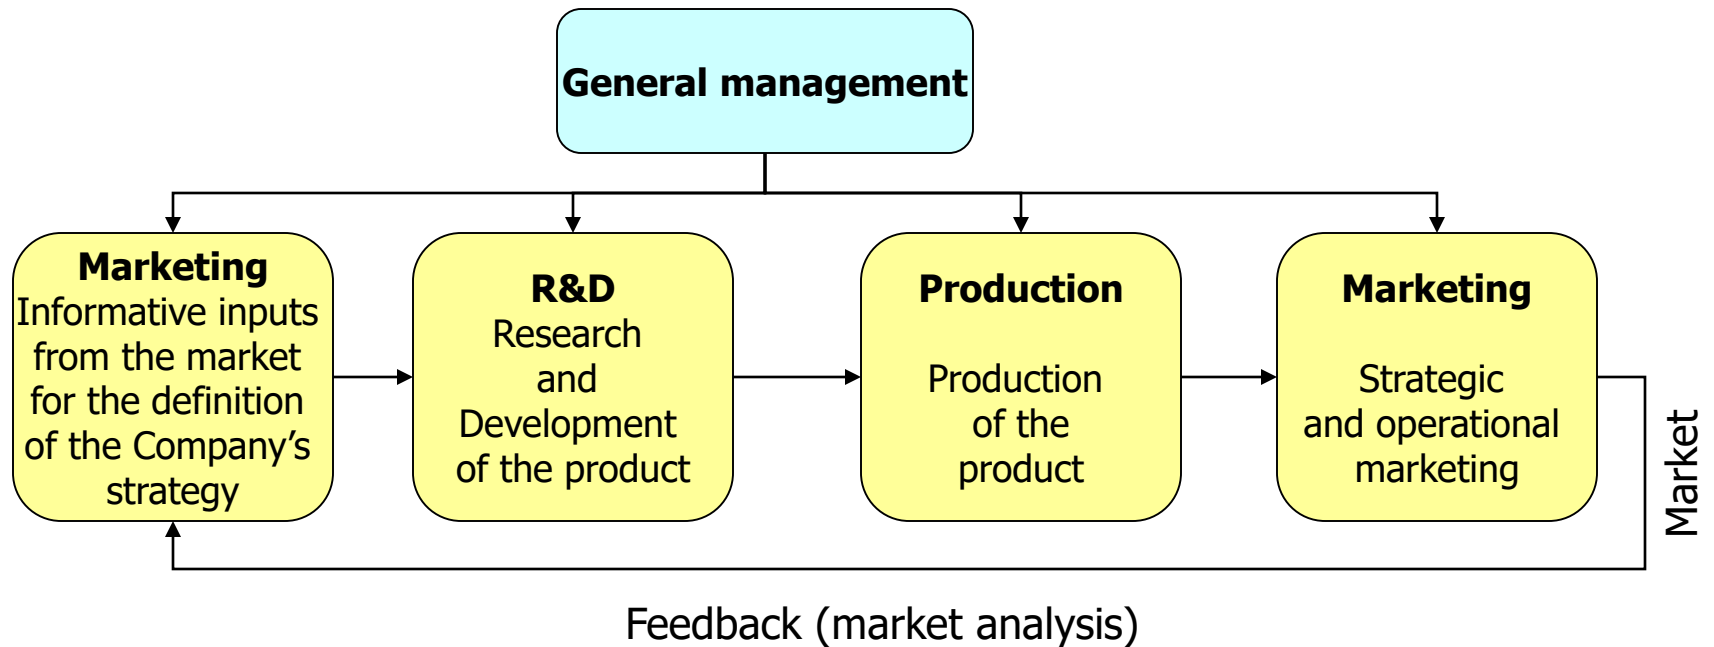 General management
Marketing
Informative inputs
from the market
for the definition
of the Company’s
strategy
R&D
Research
and
Development
of the product
Production
Production
of the
product
Marketing
Strategic
and operational
marketing
Market
Feedback (market analysis)